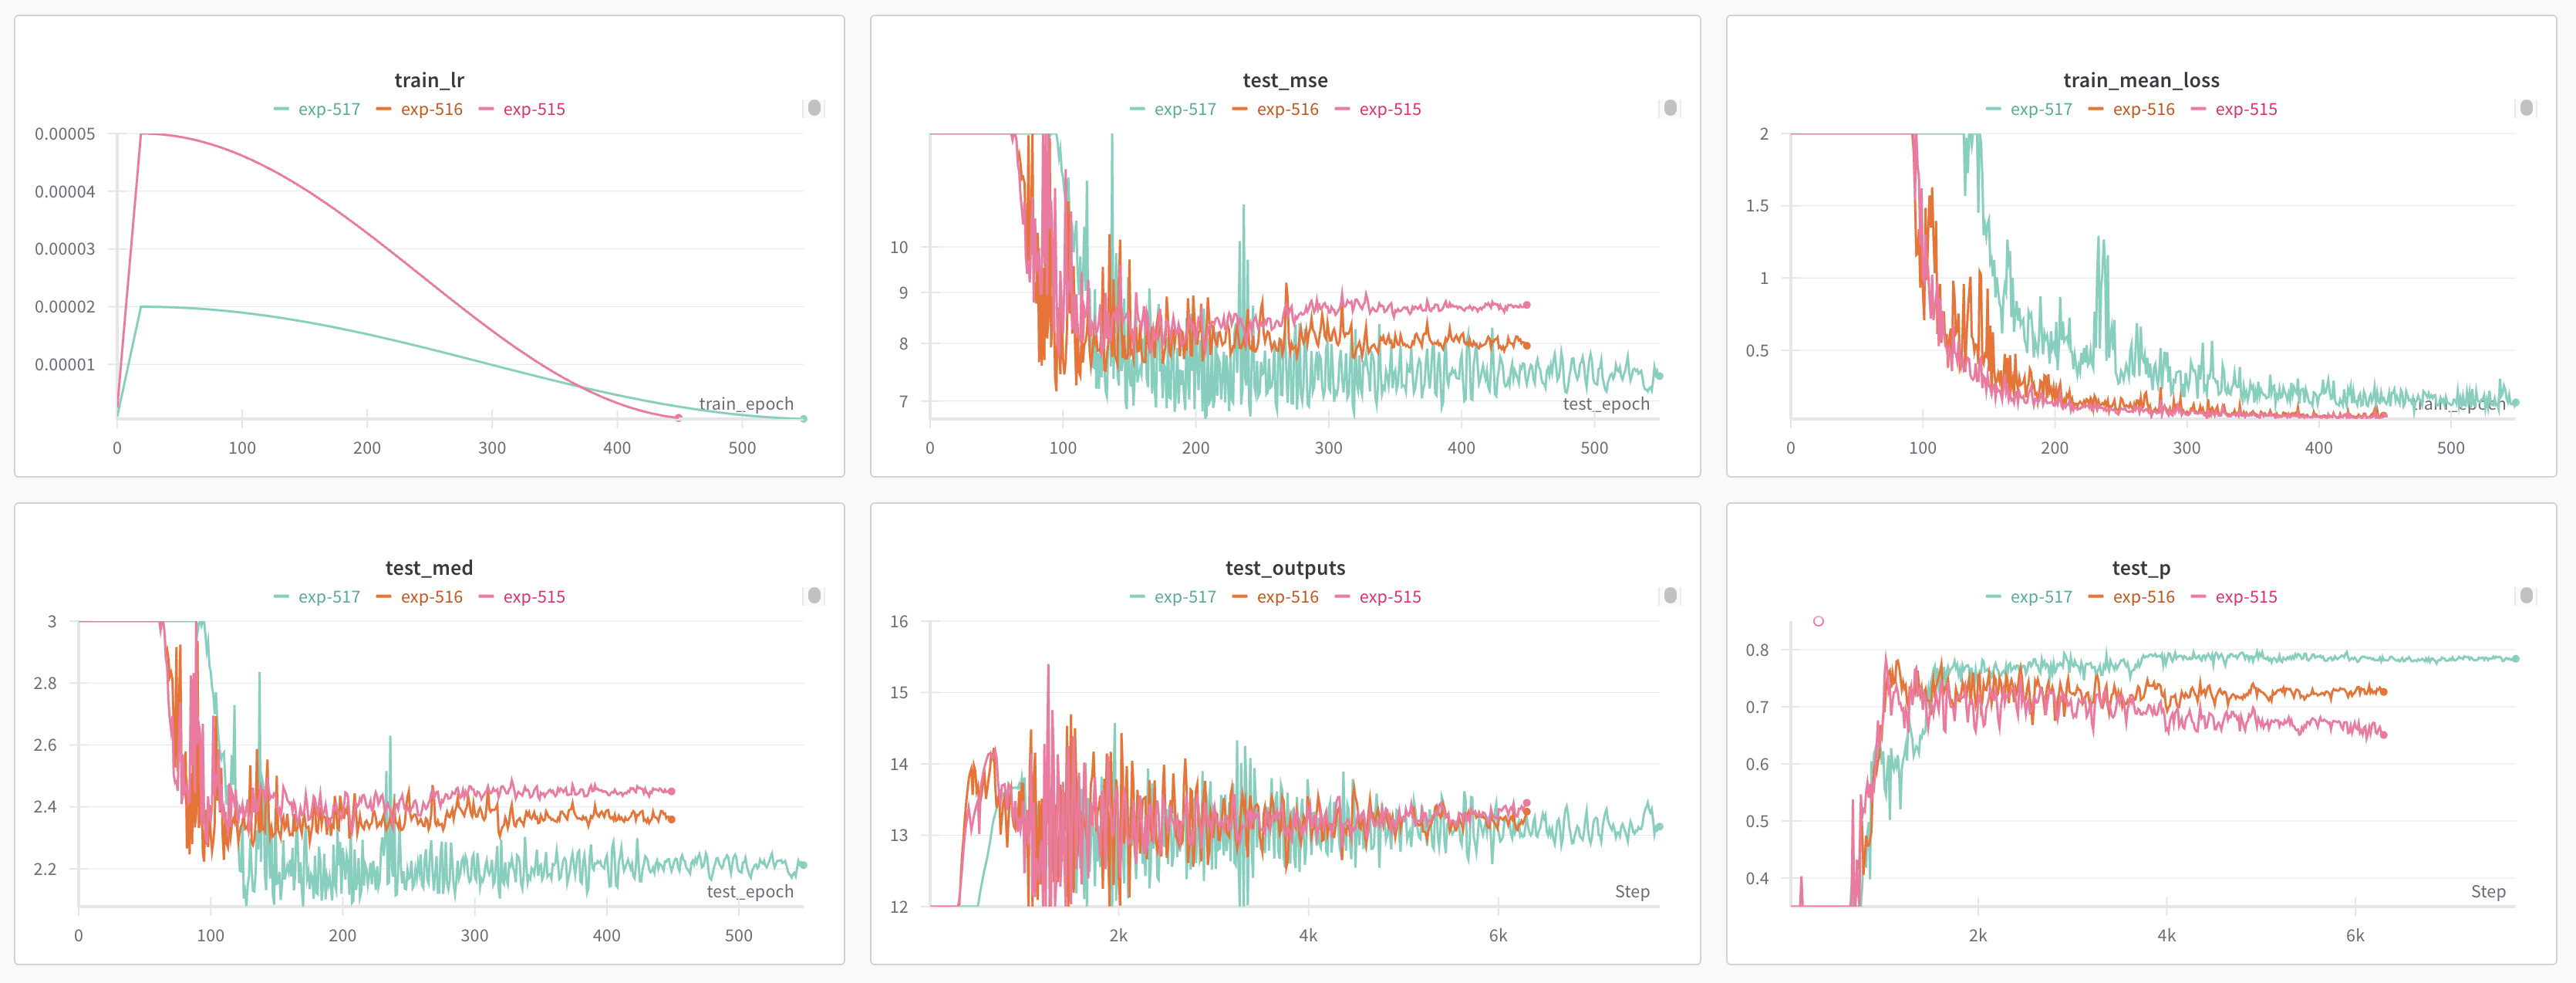 train_lr
exp-517 exp-516 exp-515
0.00005
0.00004
0.00003
0.00002
0.00001
train_epoch
0 100 200 300 400 500
test_mse
exp-517 exp-516 exp-515
10
9
8
7
test_epoch
0 100 200 300 400 500
train_mean_loss
exp-517 exp-516 exp-515
2
1.5
1
0.5
train_epoch
0 100 200 300 400 500
test_med
exp-517 exp-516 exp-515
3
2.8
2.6
2.4
2.2
test_epoch
0 100 200 300 400 500
test_outputs
exp-517 exp-516 exp-515
16
15
14
13
12
Step
2k 4k 6k
test_p
exp-517 exp-516 exp-515
0.8
0.7
0.6
0.5
0.4
Step
2k 4k 6k